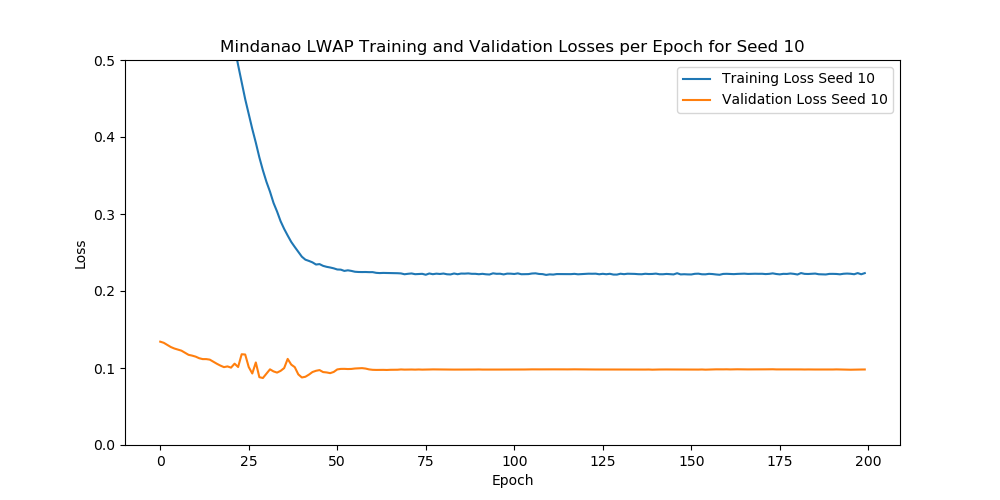 Mindanao LWAP Training and Validation Losses per Epoch for Seed 10
0.5
Training Loss Seed 10
Validation Loss Seed 10
0.4
0.3
Loss
0.2
0.1
0.0
0 25 50 75 100 125 150 175 200
Epoch